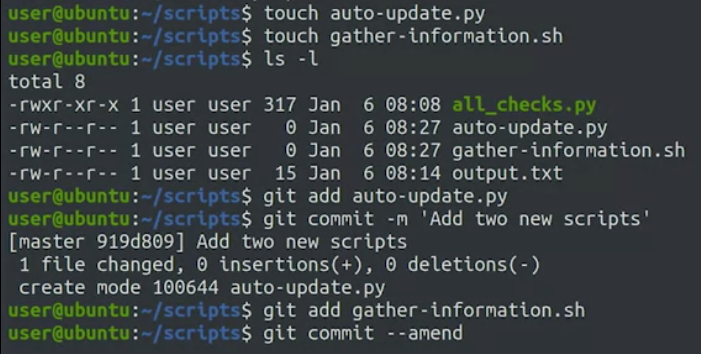 user@ubuntu:~/scripts$ touch auto-update.py
user@ubuntu:~/scripts$ touch gather-information.sh
user@ubuntu:~/scripts$ ls -l
total 8
-rwxr-xr-x 1 user user 317 Jan  6 08:08 all_checks.py
-rw-r--r-- 1 user user   0 Jan  6 08:27 auto-update.py
-rw-r--r-- 1 user user   0 Jan  6 08:27 gather-information.sh
-rw-r--r-- 1 user user  15 Jan  6 08:14 output.txt
user@ubuntu:~/scripts$ git add auto-update.py
user@ubuntu:~/scripts$ git commit -m 'Add two new scripts'
[master 919d809] Add two new scripts
 1 file changed, 0 insertions(+), 0 deletions(-)
 create mode 100644 auto-update.py
user@ubuntu:~/scripts$ git add gather-information.sh
user@ubuntu:~/scripts$ git commit --amend